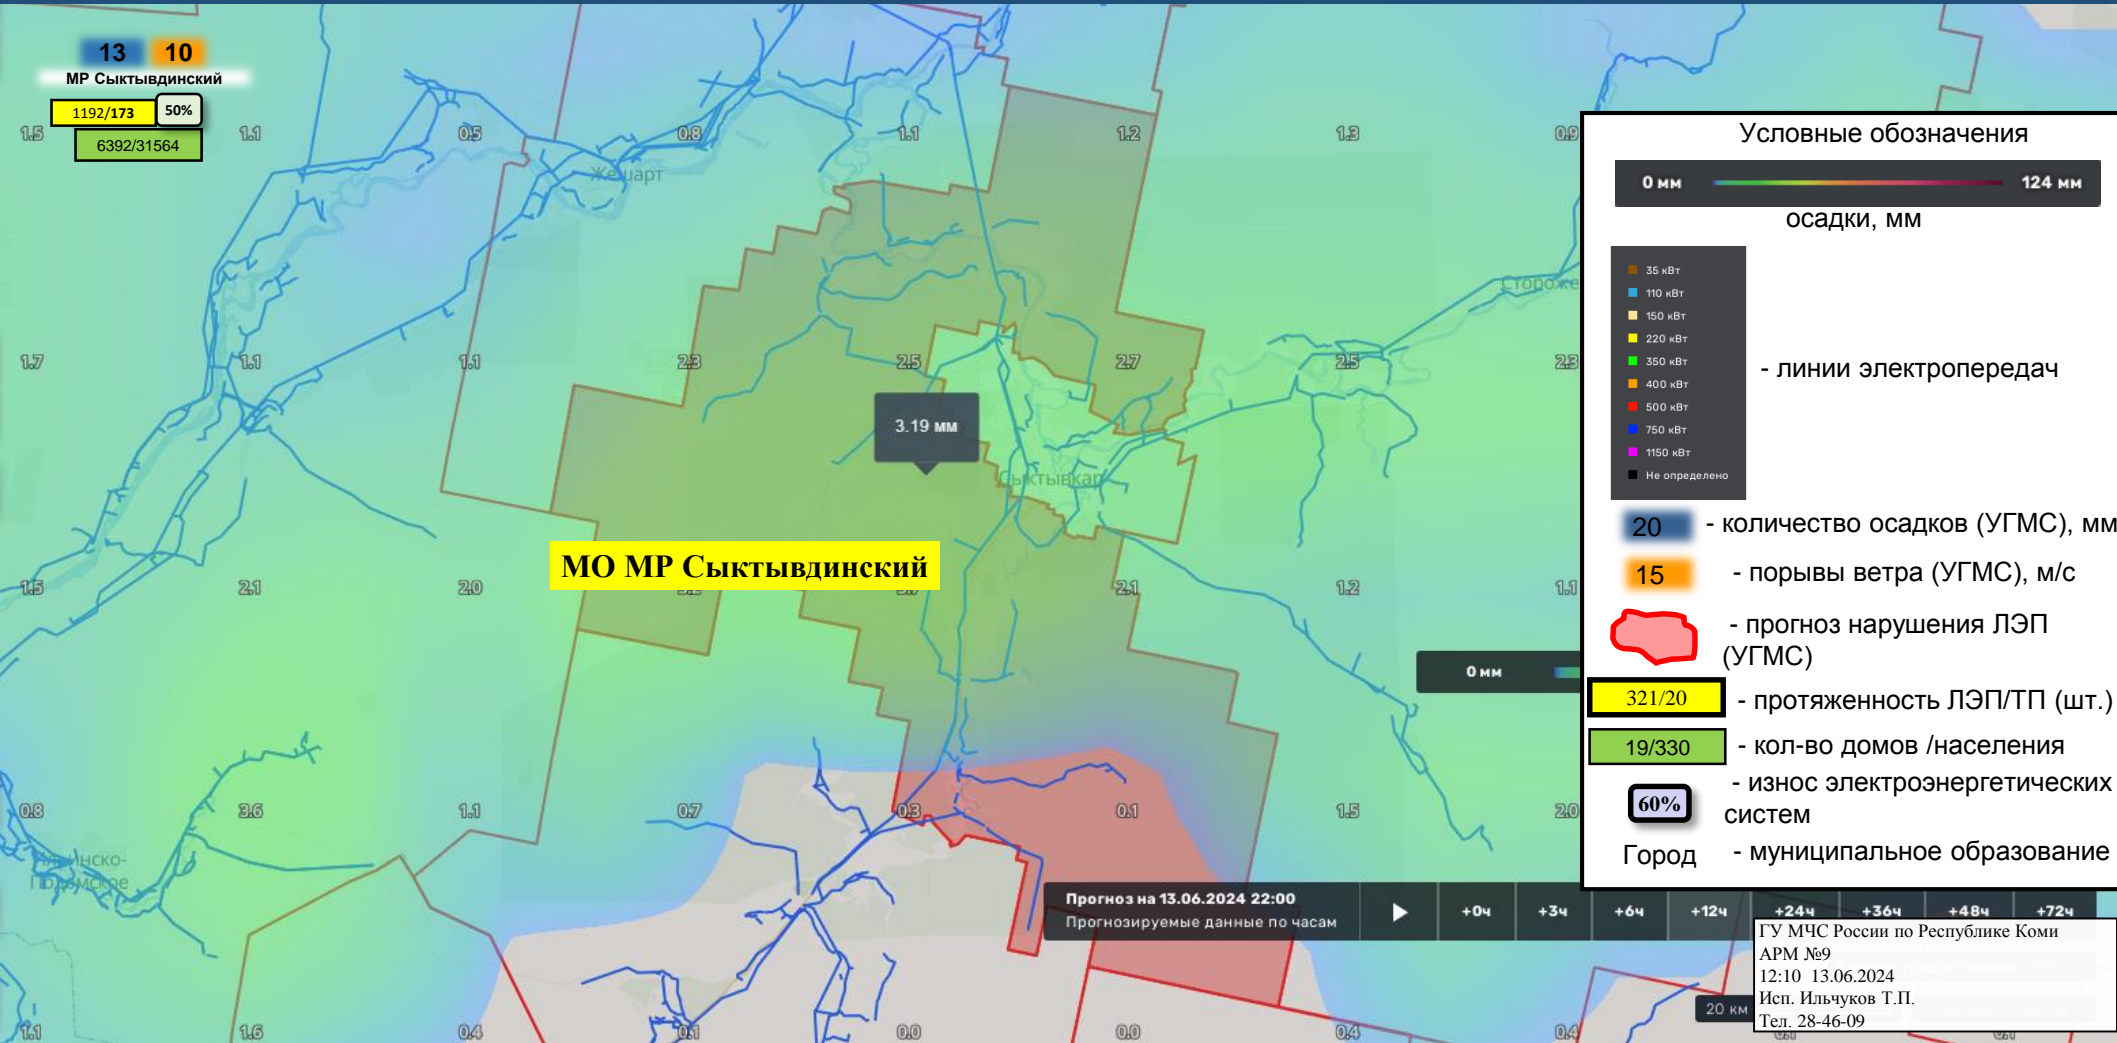 13 10
МР Сыктывдинский
1192/173 50%
6392/31564
1.5 1.1 0.5 0.8 1.1 1.2 1.3 0.9
Жешарт
Сторože
1.7 1.1 1.1 2.3 2.5 2.7 2.5 2.3
3.19 мм
Сыктывкар
МО МР Сыктывдинский
1.5 2.1 2.0 2.1 1.2 1.1
0 мм
0.8 3.6 1.1 0.7 0.3 0.1 1.5 2.0
Ильинско-
Подомское
1.1 1.6 0.4 0.1 0.0 0.0 0.4 0.4
Условные обозначения
0 мм 124 мм
осадки, мм
35 кВт
110 кВт
150 кВт
220 кВт
350 кВт
400 кВт
500 кВт
750 кВт
1150 кВт
Не определено
- линии электропередач
20 - количество осадков (УГМС), мм
15 - порывы ветра (УГМС), м/с
- прогноз нарушения ЛЭП
(УГМС)
321/20 - протяженность ЛЭП/ТП (шт.)
19/330 - кол-во домов /населения
60% - износ электроэнергетических
систем
Город - муниципальное образование
Прогноз на 13.06.2024 22:00
Прогнозируемые данные по часам
+0ч +3ч +6ч +12ч +24ч +36ч +48ч +72ч
20 км
ГУ МЧС России по Республике Коми
АРМ №9
12:10 13.06.2024
Исп. Ильчуков Т.П.
Тел. 28-46-09